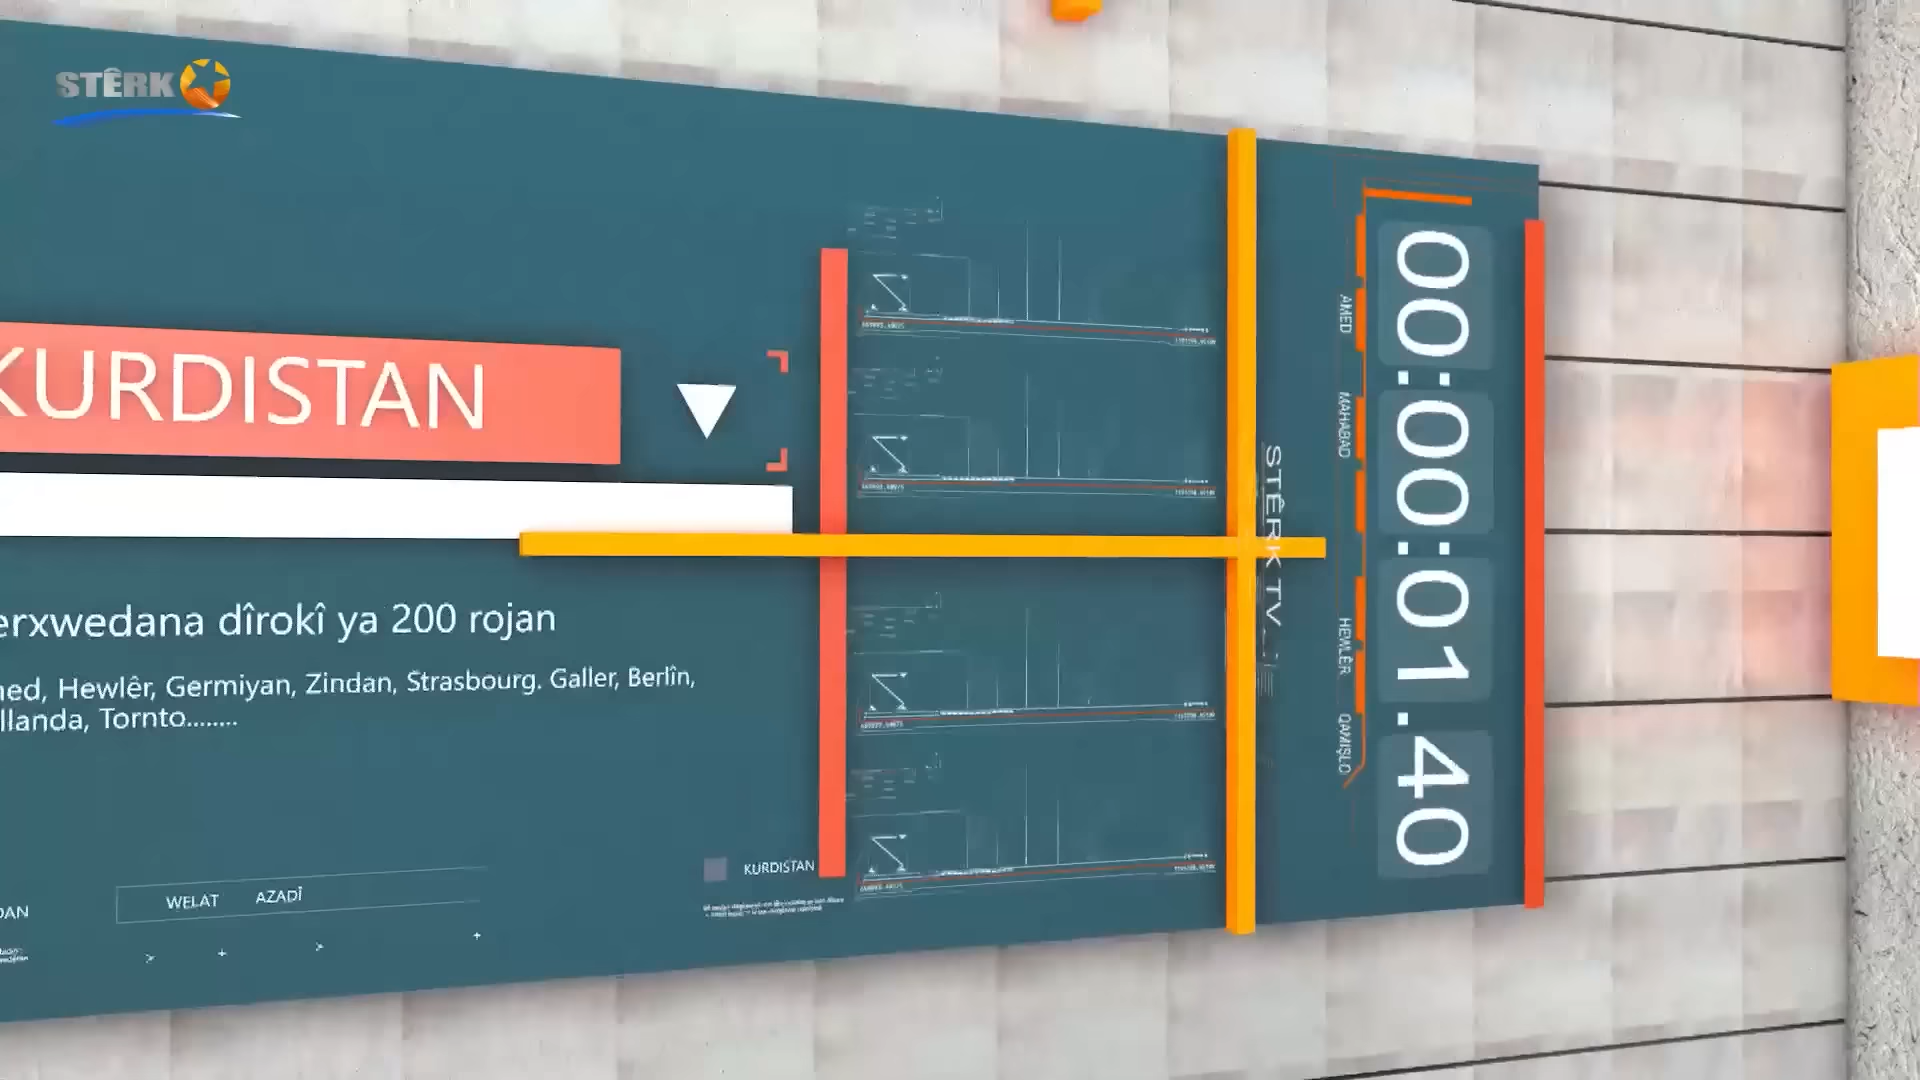 STÊRK
KURDISTAN
erxwedana dîrokî ya 200 rojan
ned, Hewlêr, Germiyan, Zindan, Strasbourg. Galler, Berlîn,
llanda, Tornto........
WELAT AZADÎ
DAN
KURDISTAN
STÊRK TV
AMED
MAHABAD
HEWLÊR
QAMIŞLO
00:00:01.40